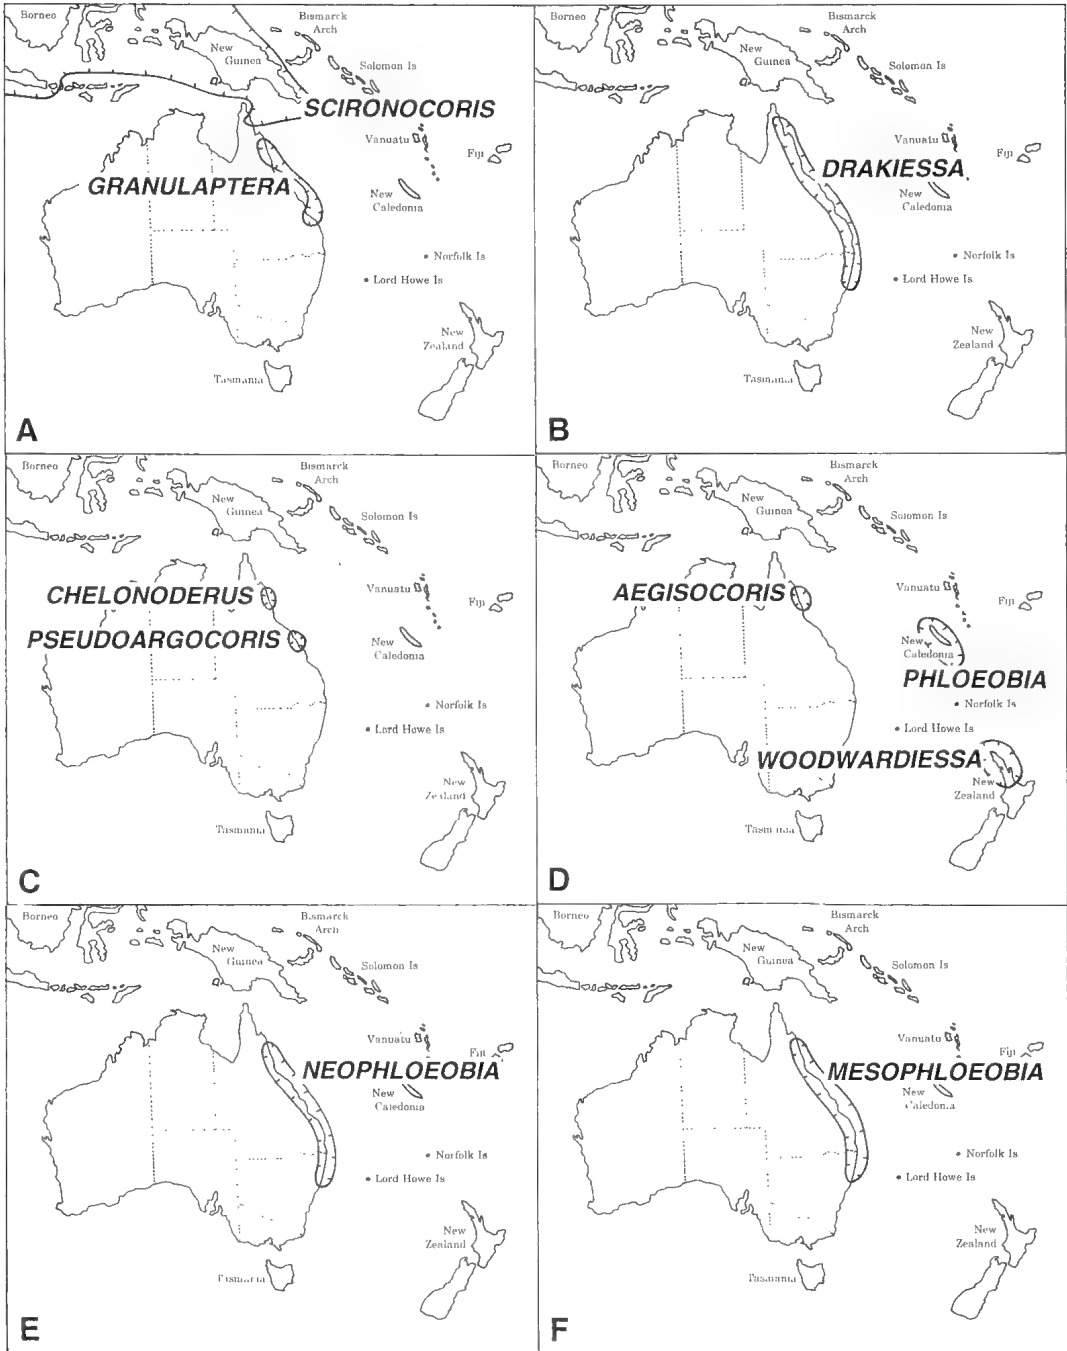 Borneo
Bismarck
Arch
New
Guinea
Solomon Is
SCIRONOCORIS
Vanuatu
Fiji
GRANULAPTERA
New
Caledonia
Norfolk Is
Lord Howe Is
New
Zealand
Tasmania
A
Borneo
Bismarck
Arch
New
Guinea
Solomon Is
Vanuatu
Fiji
DRAKIESSA
New
Caledonia
Norfolk Is
Lord Howe Is
New
Zealand
Tasmania
B
Borneo
Bismarck
Arch
New
Guinea
Solomon Is
Vanuatu
CHELONODERUS
Fiji
PSEUDOARGOCORIS
New
Caledonia
Norfolk Is
Lord Howe Is
New
Zealand
Tasmania
C
Borneo
Bismarck
Arch
New
Guinea
Solomon Is
Vanuatu
AEGISOCORIS
Fiji
New
Caledonia
PHLOEOBIA
Norfolk Is
Lord Howe Is
WOODWARDIESSA
New
Zealand
Tasmania
D
Borneo
Bismarck
Arch
New
Guinea
Solomon Is
Vanuatu
Fiji
NEOPHLOEOBIA
New
Caledonia
Norfolk Is
Lord Howe Is
New
Zealand
Tasmania
E
Borneo
Bismarck
Arch
New
Guinea
Solomon Is
Vanuatu
Fiji
MESOPHLOEOBIA
New
Caledonia
Norfolk Is
Lord Howe Is
New
Zealand
Tasmania
F